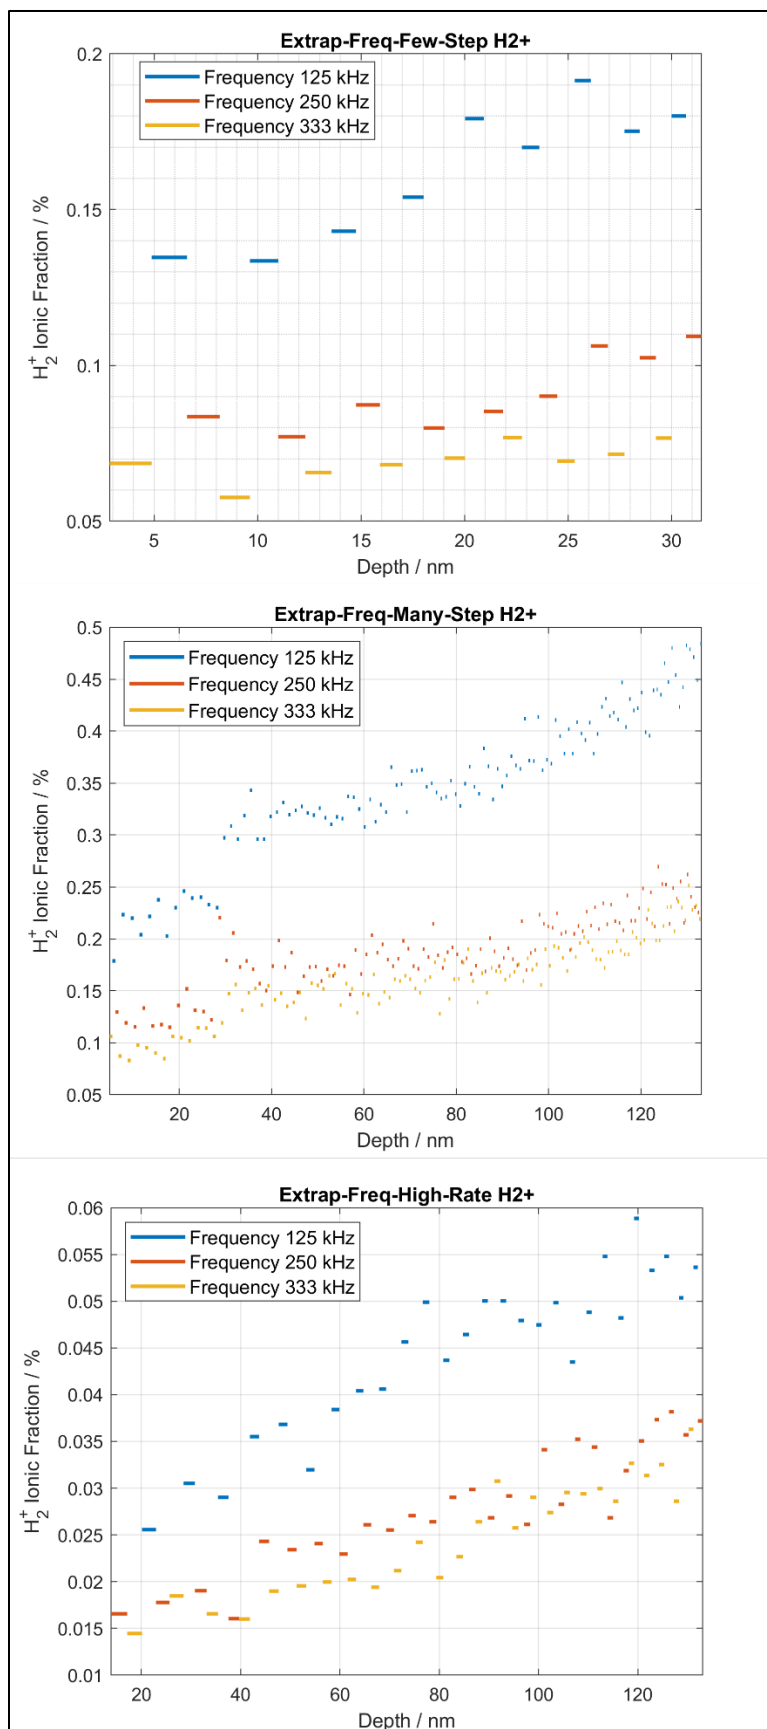 Extrap-Freq-Few-Step H2+
0.2
Frequency 125 kHz
Frequency 250 kHz
Frequency 333 kHz
0.15
H₂⁺ Ionic Fraction / %
0.1
0.05
5 10 15 20 25 30
Depth / nm
Extrap-Freq-Many-Step H2+
0.5
Frequency 125 kHz
0.45
Frequency 250 kHz
Frequency 333 kHz
0.4
0.35
H₂⁺ Ionic Fraction / %
0.3
0.25
0.2
0.15
0.1
0.05
20 40 60 80 100 120
Depth / nm
Extrap-Freq-High-Rate H2+
0.06
Frequency 125 kHz
0.055
Frequency 250 kHz
Frequency 333 kHz
0.05
0.045
0.04
H₂⁺ Ionic Fraction / %
0.035
0.03
0.025
0.02
0.015
0.01
20 40 60 80 100 120
Depth / nm